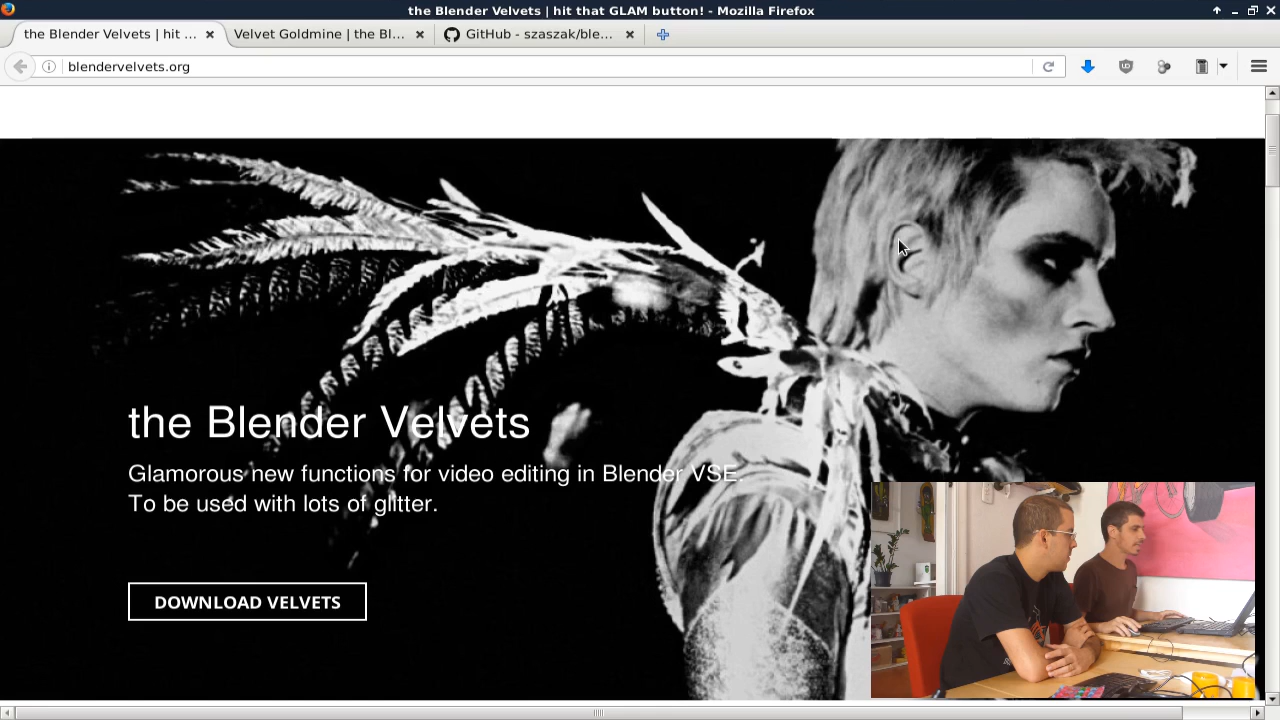 the Blender Velvets | hit that GLAM button! - Mozilla Firefox
the Blender Velvets | hit ...
Velvet Goldmine | the Bl...
GitHub - szaszak/ble...
blendervelvets.org
the Blender Velvets
Glamorous new functions for video editing in Blender VSE.
To be used with lots of glitter.
DOWNLOAD VELVETS